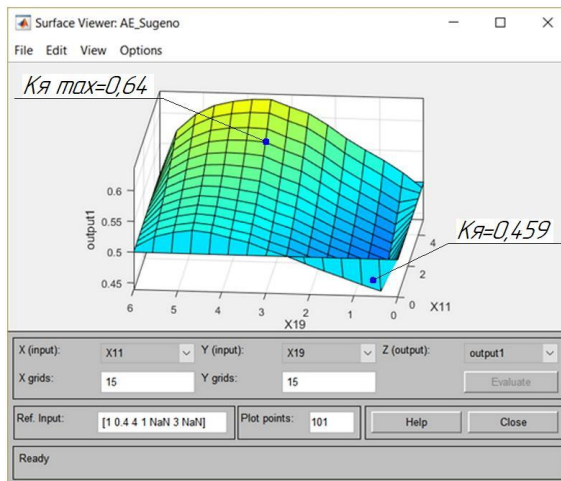 Surface Viewer: AE_Sugeno
File Edit View Options
Кя max=0,64
Кя=0,459
0.6
0.55
0.5
0.45
output1
6 5 4 3 2 1 0
X19
0 2 4
X11
X (input): X11 Y (input): X19 Z (output): output1
X grids: 15 Y grids: 15 Evaluate
Ref. Input: [1 0.4 4 1 NaN 3 NaN] Plot points: 101 Help Close
Ready